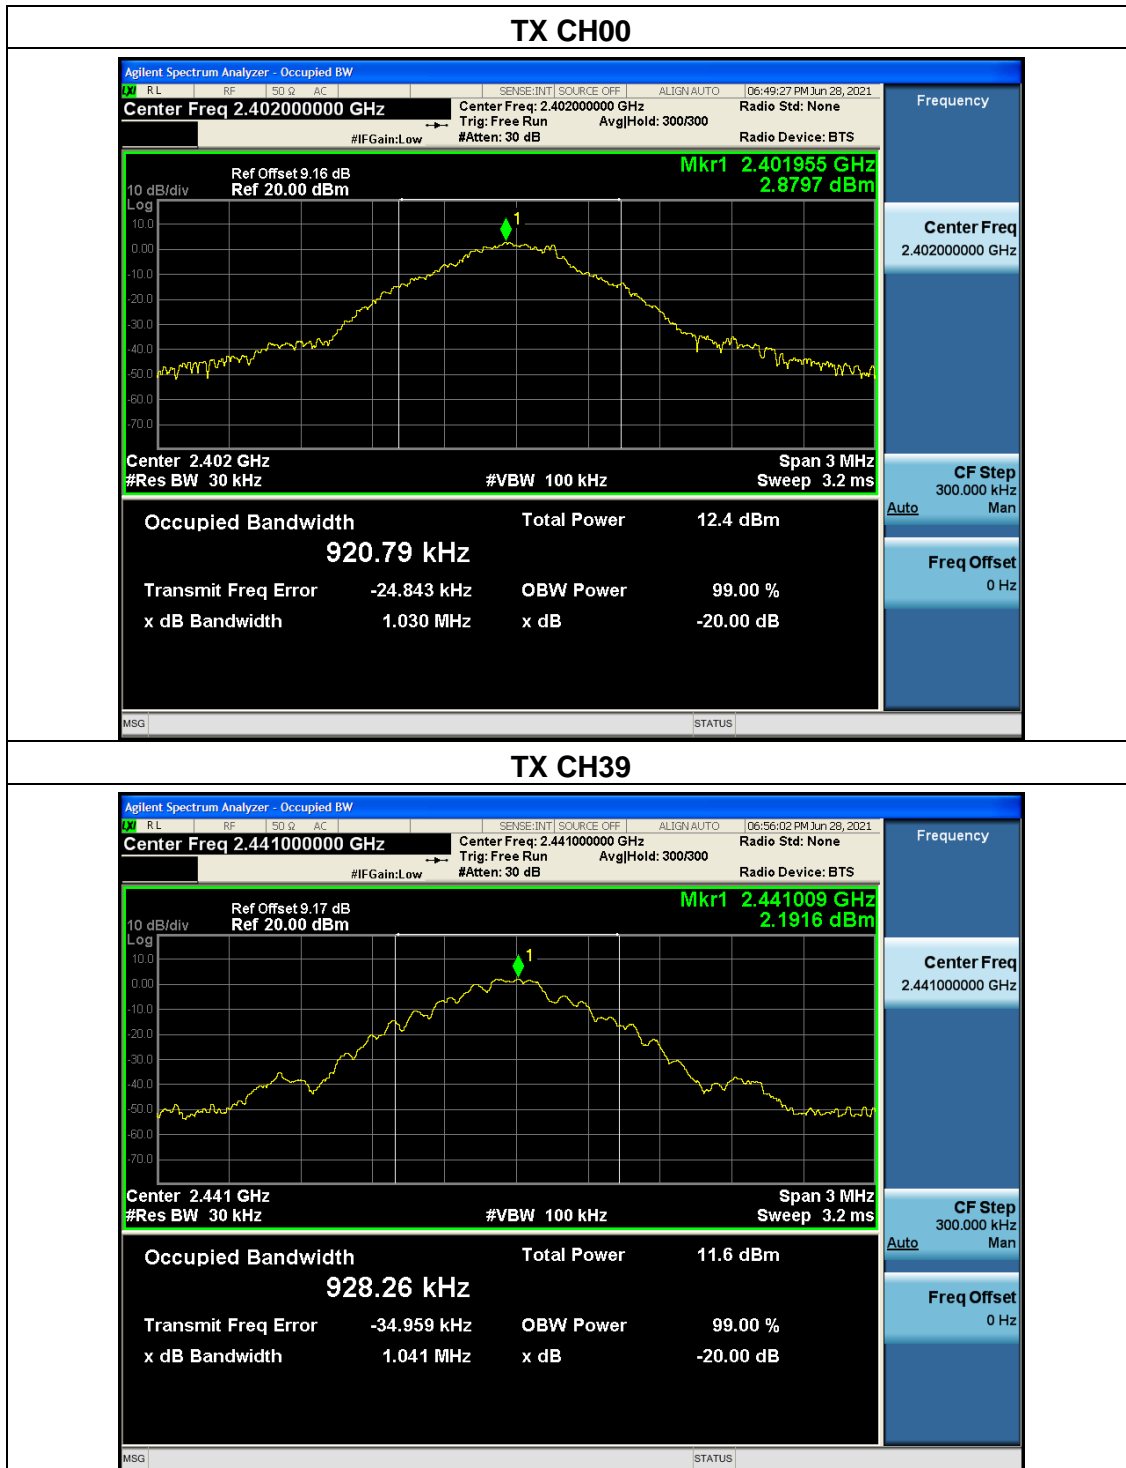 TX CH00
Agilent Spectrum Analyzer - Occupied BW
LXI RL RF 50 Ω AC SENSE:INT SOURCE OFF ALIGN AUTO 06:49:27 PM Jun 28, 2021
Center Freq 2.402000000 GHz Center Freq: 2.402000000 GHz Radio Std: None Frequency
Trig: Free Run Avg|Hold: 300/300
#IFGain:Low #Atten: 30 dB Radio Device: BTS
Mkr1 2.401955 GHz
Ref Offset 9.16 dB
10 dB/div Ref 20.00 dBm 2.8797 dBm
Log
10.0 1
0.00
-10.0
-20.0
-30.0
-40.0
-50.0
-60.0
-70.0
Center Freq
2.402000000 GHz
Center 2.402 GHz Span 3 MHz
#Res BW 30 kHz #VBW 100 kHz Sweep 3.2 ms
CF Step
300.000 kHz
Auto Man
Occupied Bandwidth Total Power 12.4 dBm
920.79 kHz
Freq Offset
0 Hz
Transmit Freq Error -24.843 kHz OBW Power 99.00 %
x dB Bandwidth 1.030 MHz x dB -20.00 dB
MSG STATUS
TX CH39
Agilent Spectrum Analyzer - Occupied BW
LXI RL RF 50 Ω AC SENSE:INT SOURCE OFF ALIGN AUTO 06:56:02 PM Jun 28, 2021
Center Freq 2.441000000 GHz Center Freq: 2.441000000 GHz Radio Std: None Frequency
Trig: Free Run Avg|Hold: 300/300
#IFGain:Low #Atten: 30 dB Radio Device: BTS
Mkr1 2.441009 GHz
Ref Offset 9.17 dB
10 dB/div Ref 20.00 dBm 2.1916 dBm
Log
10.0 1
0.00
-10.0
-20.0
-30.0
-40.0
-50.0
-60.0
-70.0
Center Freq
2.441000000 GHz
Center 2.441 GHz Span 3 MHz
#Res BW 30 kHz #VBW 100 kHz Sweep 3.2 ms
CF Step
300.000 kHz
Auto Man
Occupied Bandwidth Total Power 11.6 dBm
928.26 kHz
Freq Offset
0 Hz
Transmit Freq Error -34.959 kHz OBW Power 99.00 %
x dB Bandwidth 1.041 MHz x dB -20.00 dB
MSG STATUS